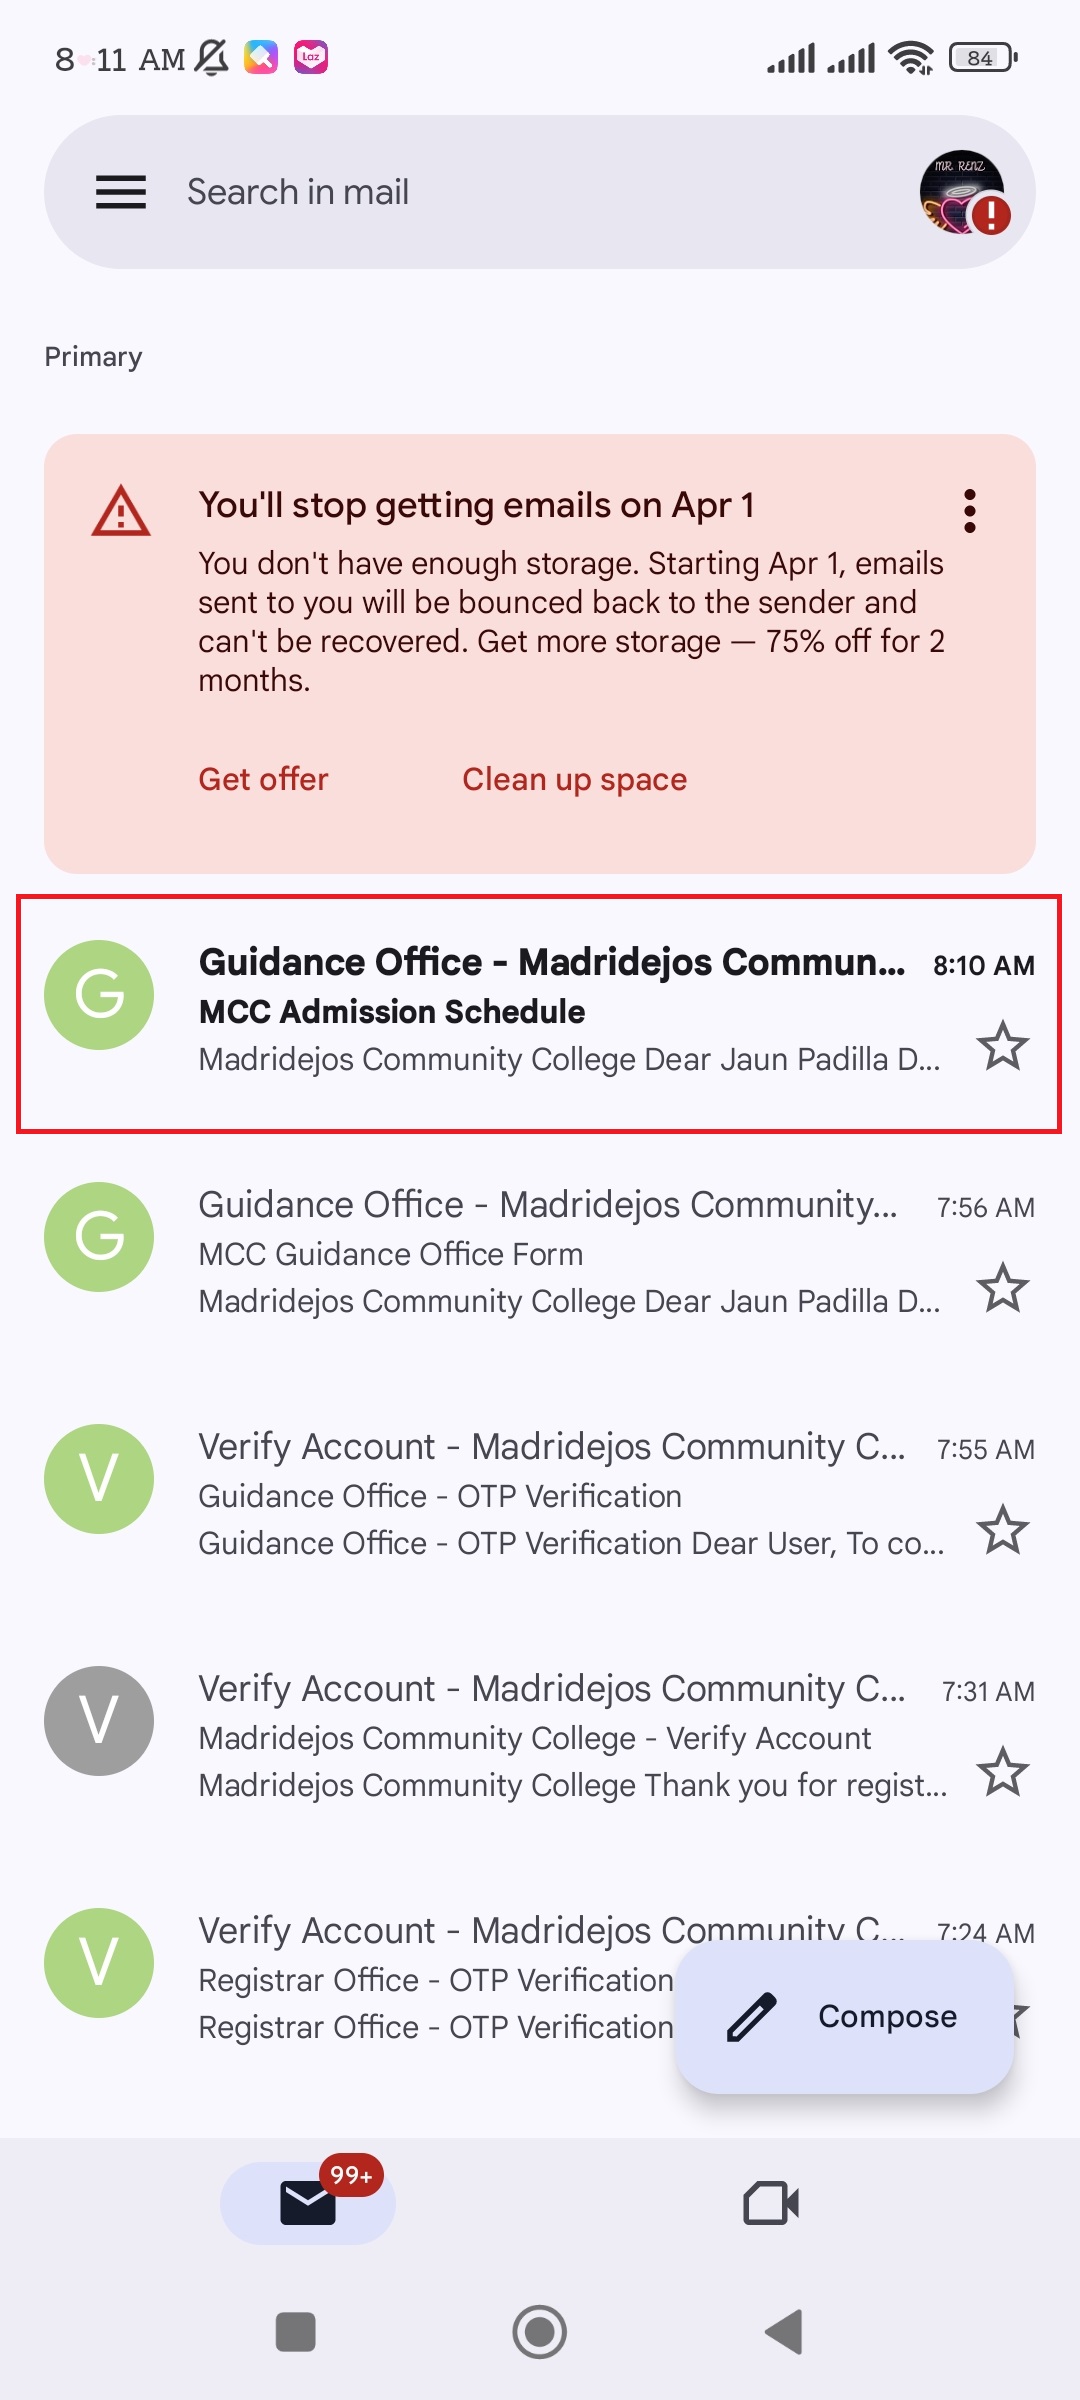 8:11 AM
Laz
84
Search in mail
MR. RENZ
Primary
You'll stop getting emails on Apr 1
You don't have enough storage. Starting Apr 1, emails
sent to you will be bounced back to the sender and
can't be recovered. Get more storage — 75% off for 2
months.
Get offer Clean up space
G
Guidance Office - Madridejos Commun... 8:10 AM
MCC Admission Schedule
Madridejos Community College Dear Jaun Padilla D...
G
Guidance Office - Madridejos Community... 7:56 AM
MCC Guidance Office Form
Madridejos Community College Dear Jaun Padilla D...
V
Verify Account - Madridejos Community C... 7:55 AM
Guidance Office - OTP Verification
Guidance Office - OTP Verification Dear User, To co...
V
Verify Account - Madridejos Community C... 7:31 AM
Madridejos Community College - Verify Account
Madridejos Community College Thank you for regist...
V
Verify Account - Madridejos Community C... 7:24 AM
Registrar Office - OTP Verification
Registrar Office - OTP Verification
Compose
99+